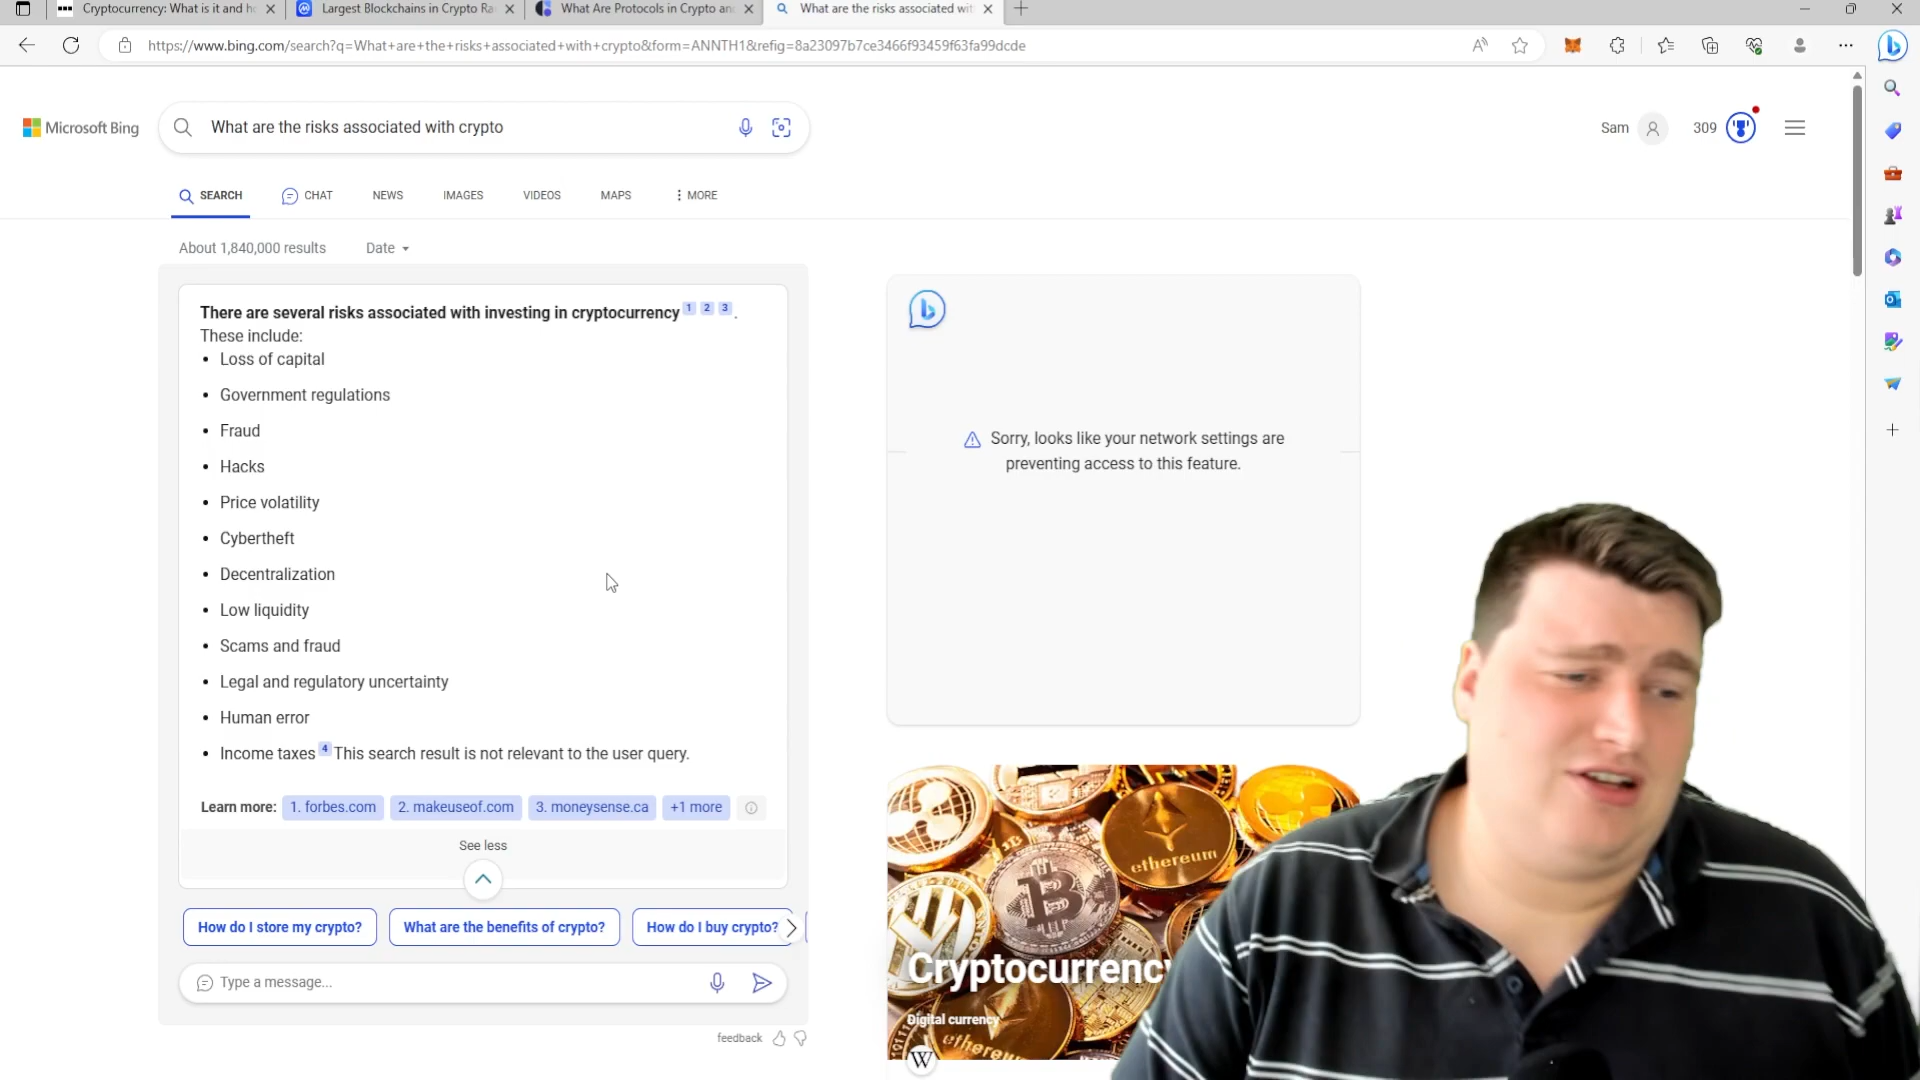 Cryptocurrency: What is it and ho
Largest Blockchains in Crypto Ra
What Are Protocols in Crypto an
What are the risks associated wit
https://www.bing.com/search?q=What+are+the+risks+associated+with+crypto&form=ANNTH1&refig=8a23097b7ce3466f93459f63fa99dcde
Microsoft Bing
What are the risks associated with crypto
Sam
309
SEARCH
CHAT
NEWS
IMAGES
VIDEOS
MAPS
MORE
About 1,840,000 results
Date
There are several risks associated with investing in cryptocurrency 1 2 3 .
These include:
• Loss of capital
• Government regulations
• Fraud
• Hacks
• Price volatility
• Cybertheft
• Decentralization
• Low liquidity
• Scams and fraud
• Legal and regulatory uncertainty
• Human error
• Income taxes 4 This search result is not relevant to the user query.
Learn more: 1. forbes.com 2. makeuseof.com 3. moneysense.ca +1 more
See less
How do I store my crypto?
What are the benefits of crypto?
How do I buy crypto?
Type a message...
feedback
Sorry, looks like your network settings are
preventing access to this feature.
ethereum
Cryptocurrency
Digital currency
ethereum
W